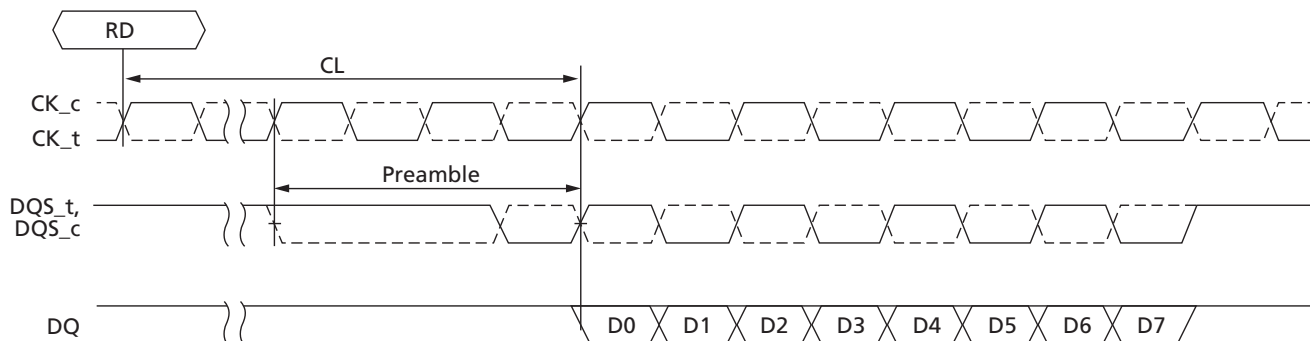 RD
CL
CK_c
CK_t
Preamble
DQS_t,
DQS_c
DQ
D0 D1 D2 D3 D4 D5 D6 D7